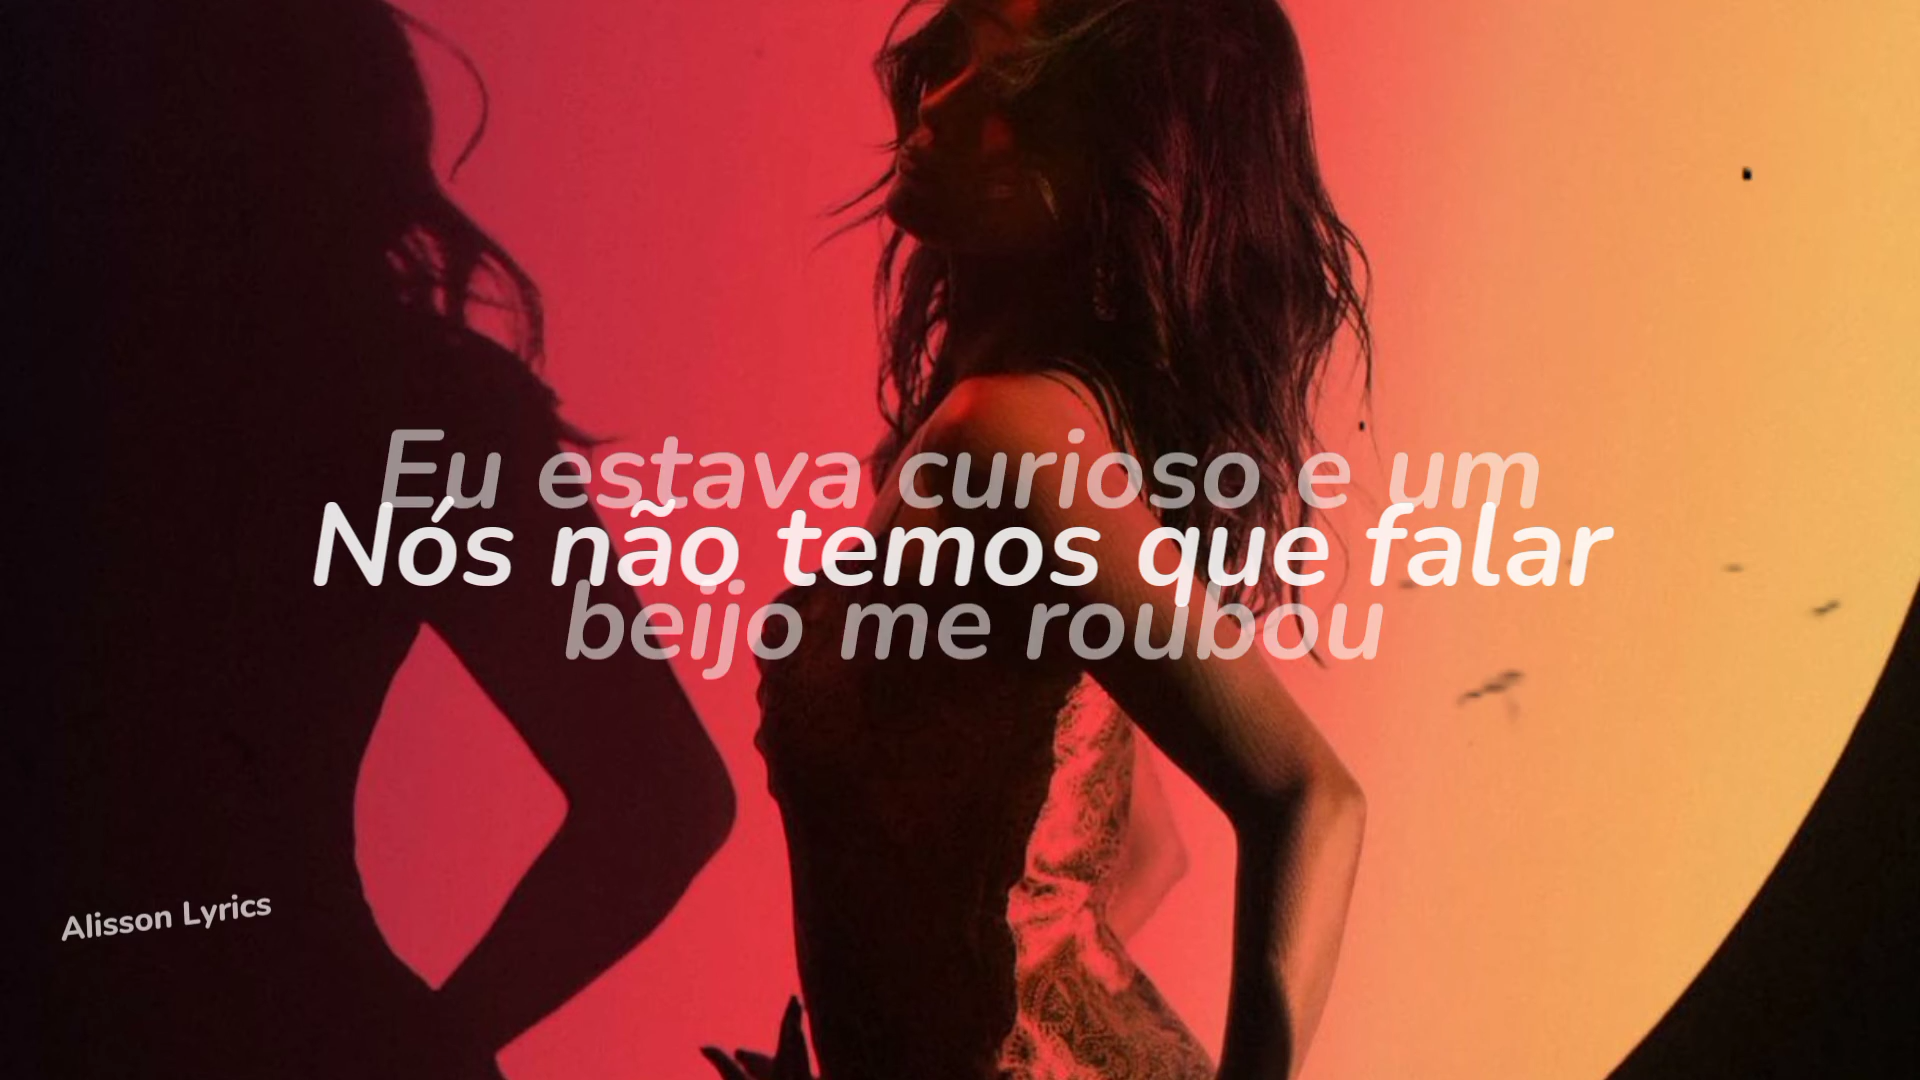 Eu estava curioso e um
Nós não temos que falar
beijo me roubou
Alisson Lyrics